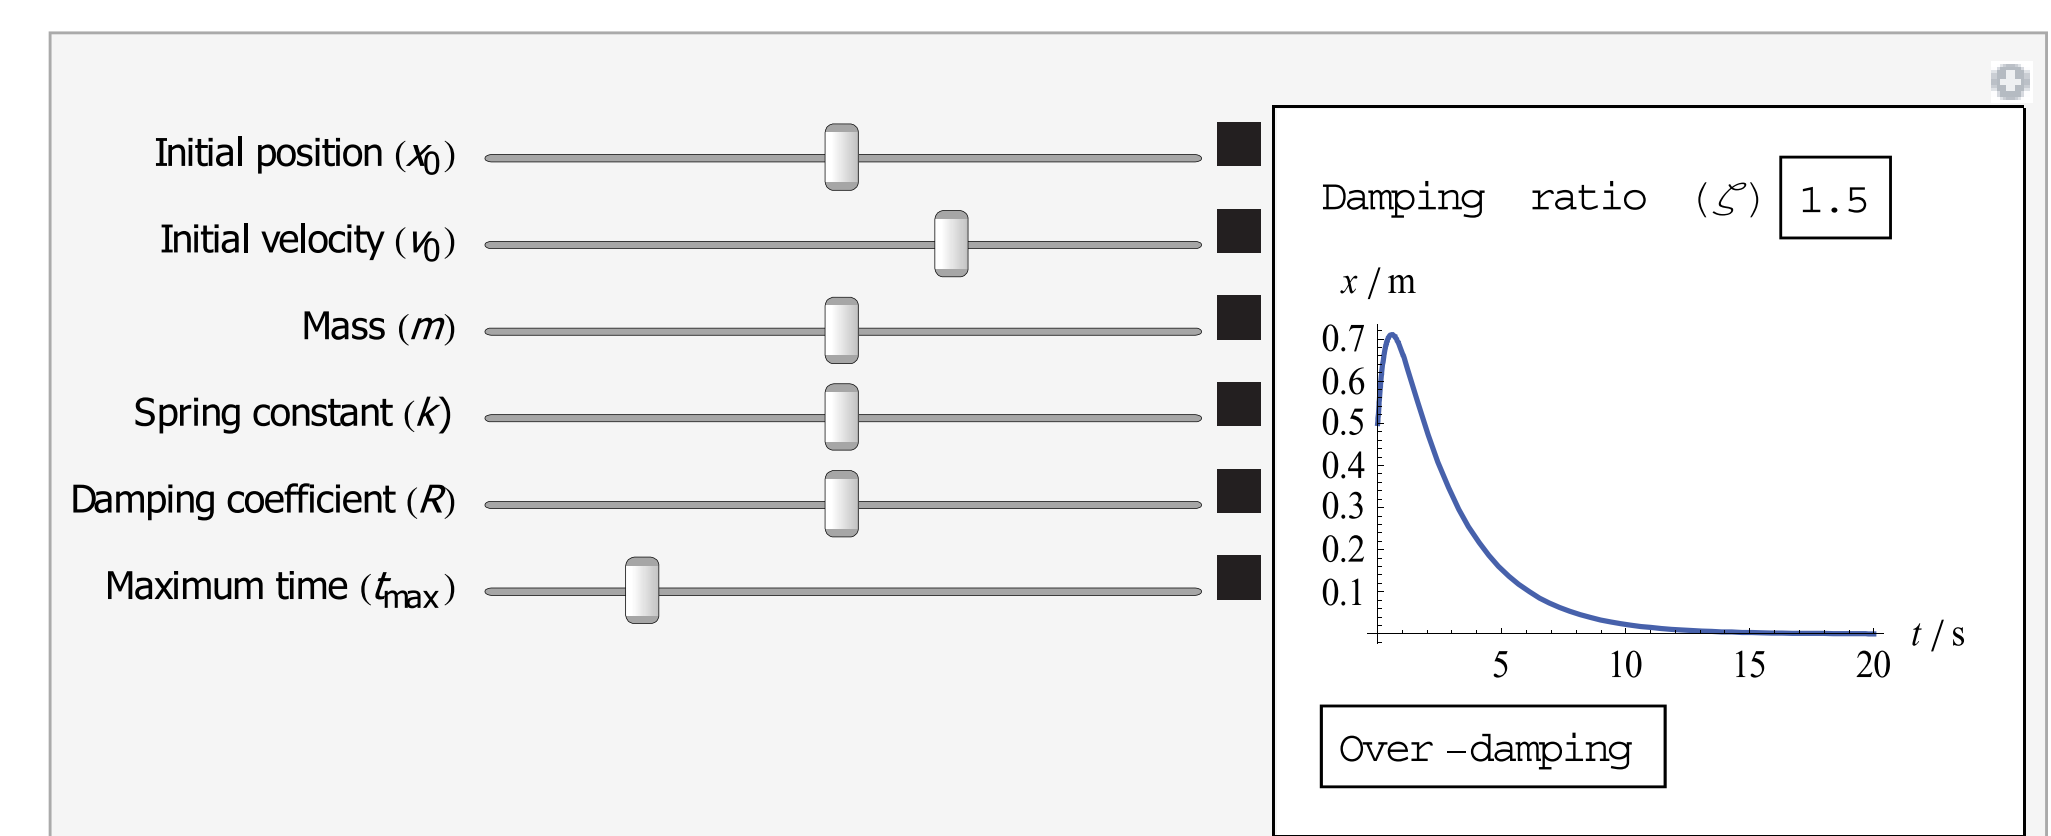 Initial position (x₀)
Initial velocity (v₀)
Mass (m)
Spring constant (k)
Damping coefficient (R)
Maximum time (tₘₐₓ)
Damping ratio (ζ) 1.5
x / m
0.7
0.6
0.5
0.4
0.3
0.2
0.1
t / s
5 10 15 20
Over-damping